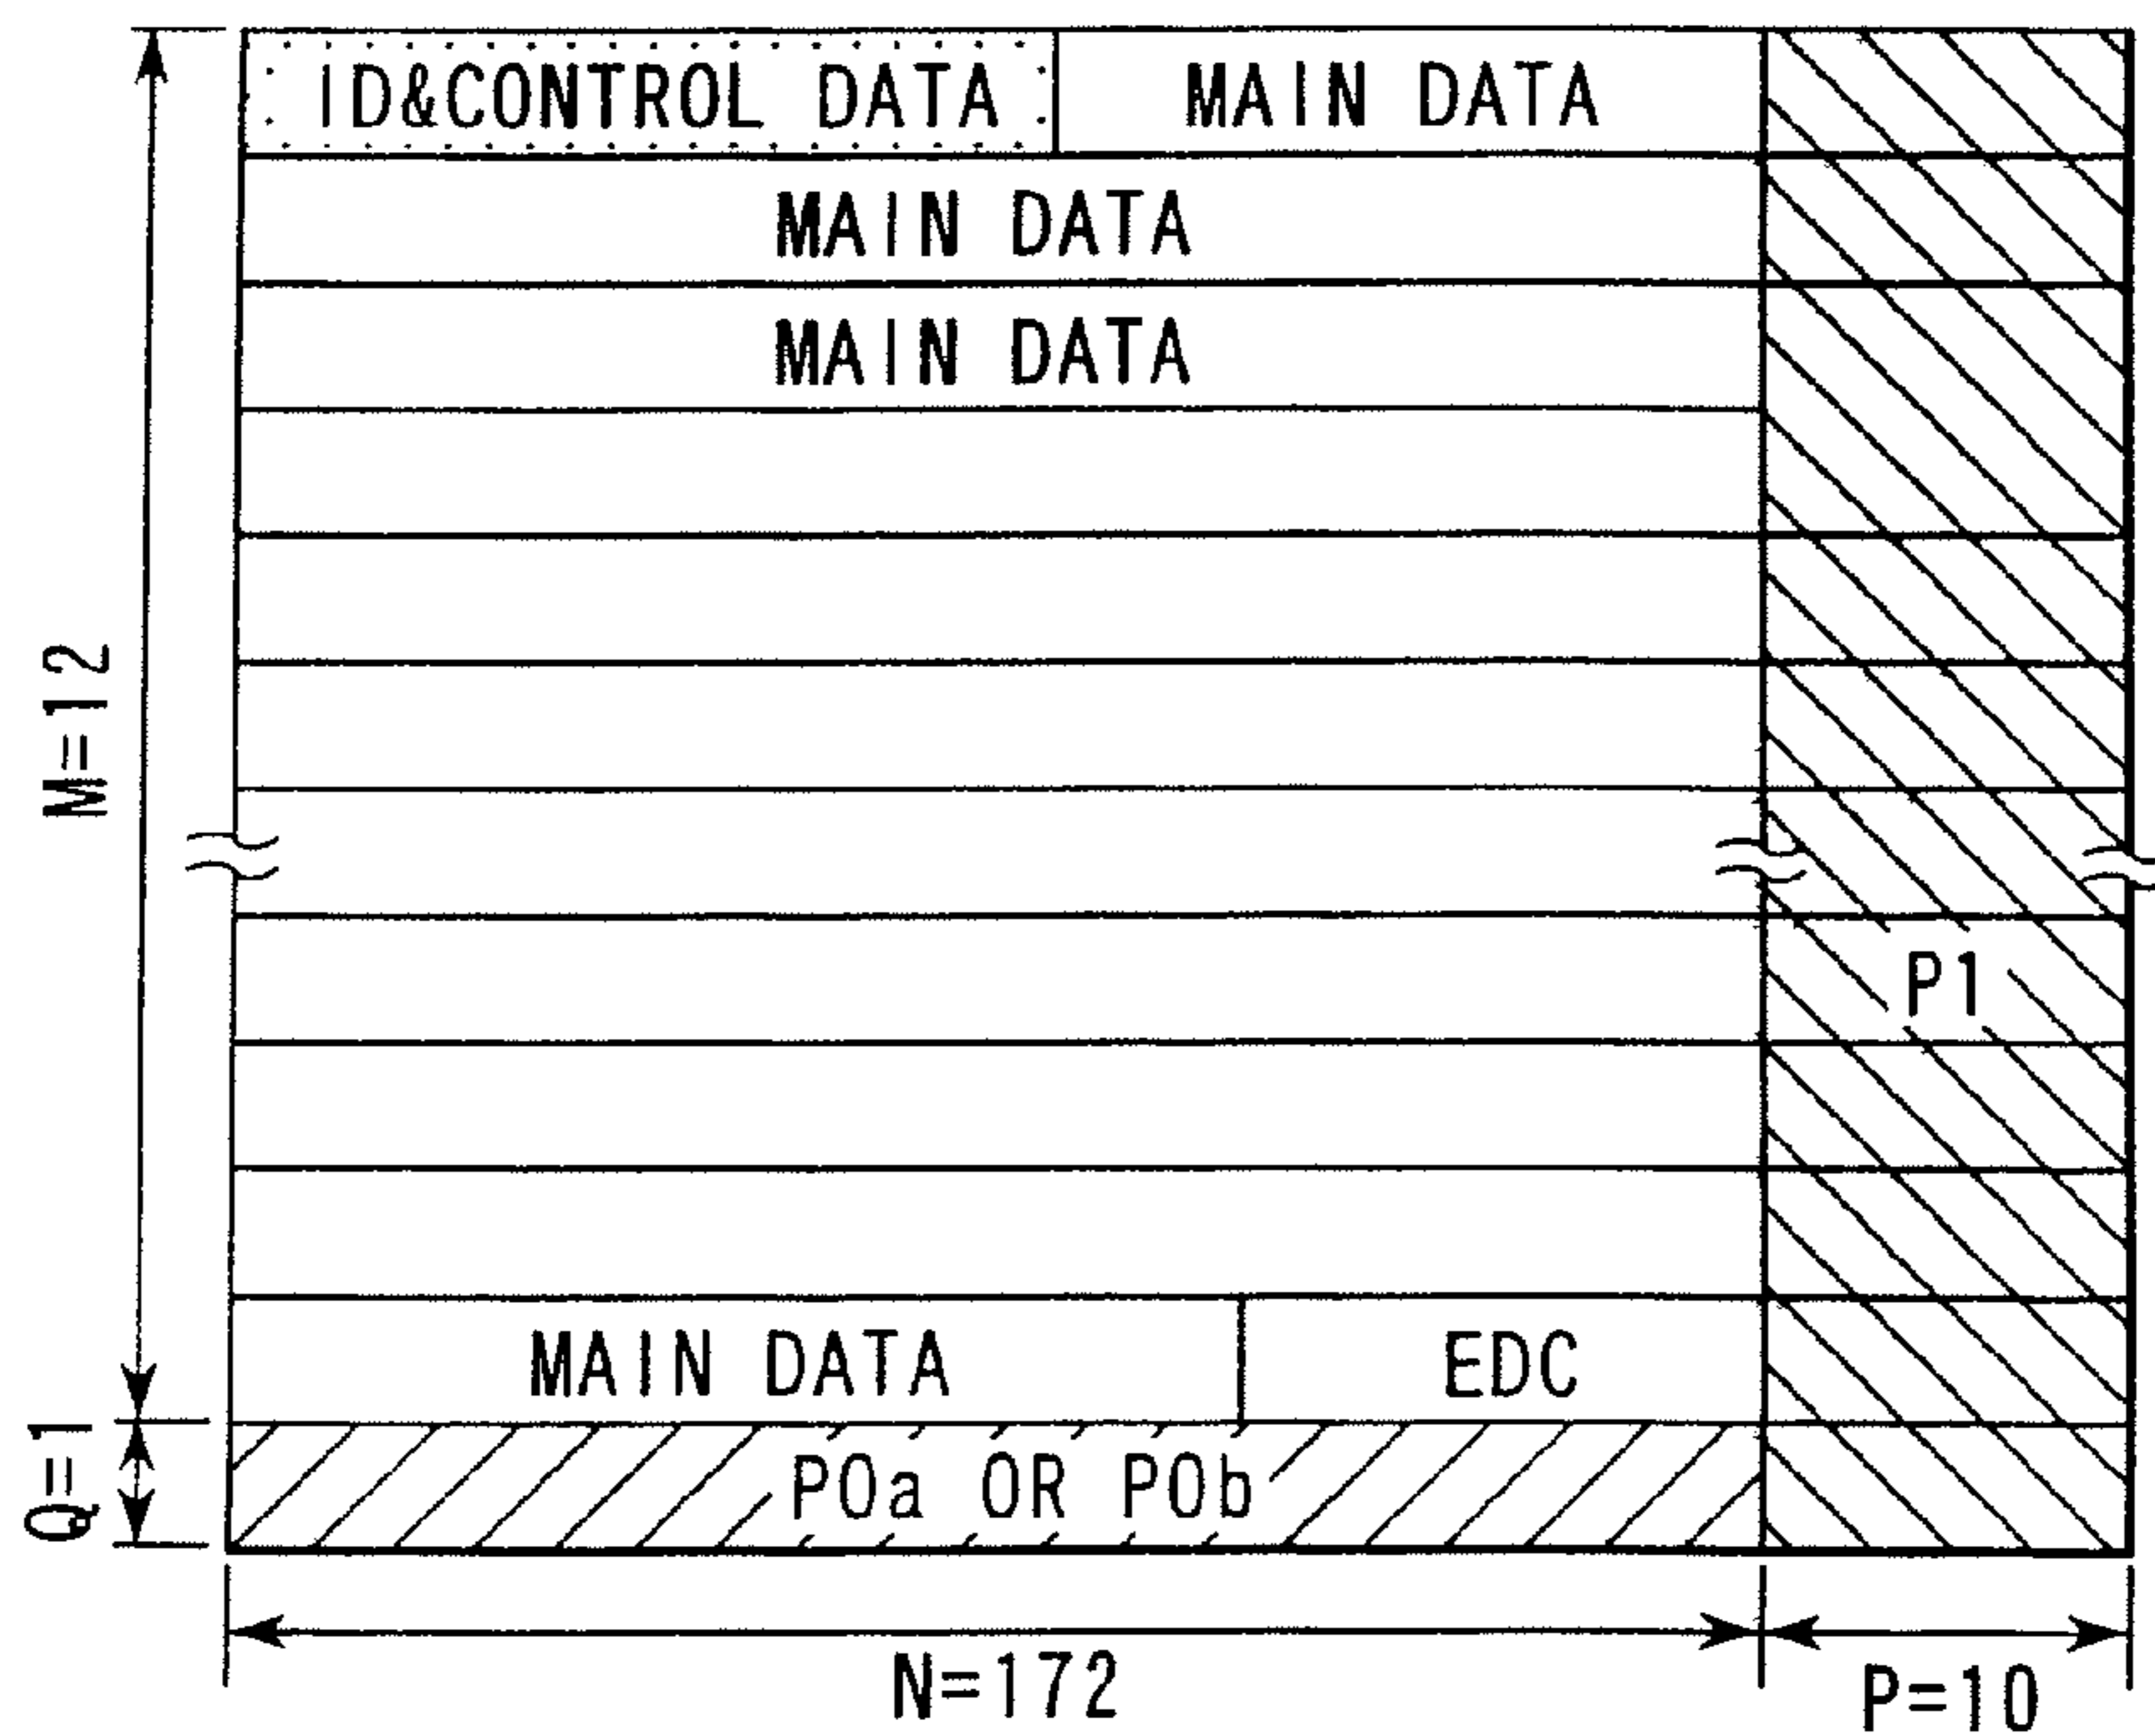 ID&CONTROL DATA MAIN DATA
MAIN DATA
MAIN DATA
M=12
P1
MAIN DATA EDC
Q=1
POa OR POb
N=172
P=10